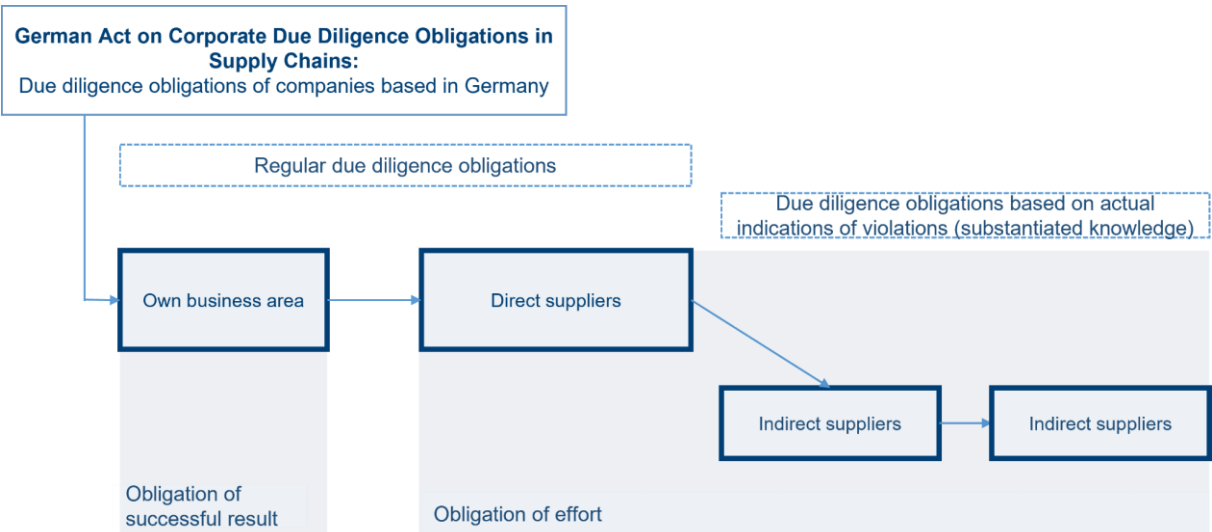 German Act on Corporate Due Diligence Obligations in
Supply Chains:
Due diligence obligations of companies based in Germany
Regular due diligence obligations
Due diligence obligations based on actual
indications of violations (substantiated knowledge)
Own business area
Direct suppliers
Indirect suppliers
Indirect suppliers
Obligation of
successful result
Obligation of effort